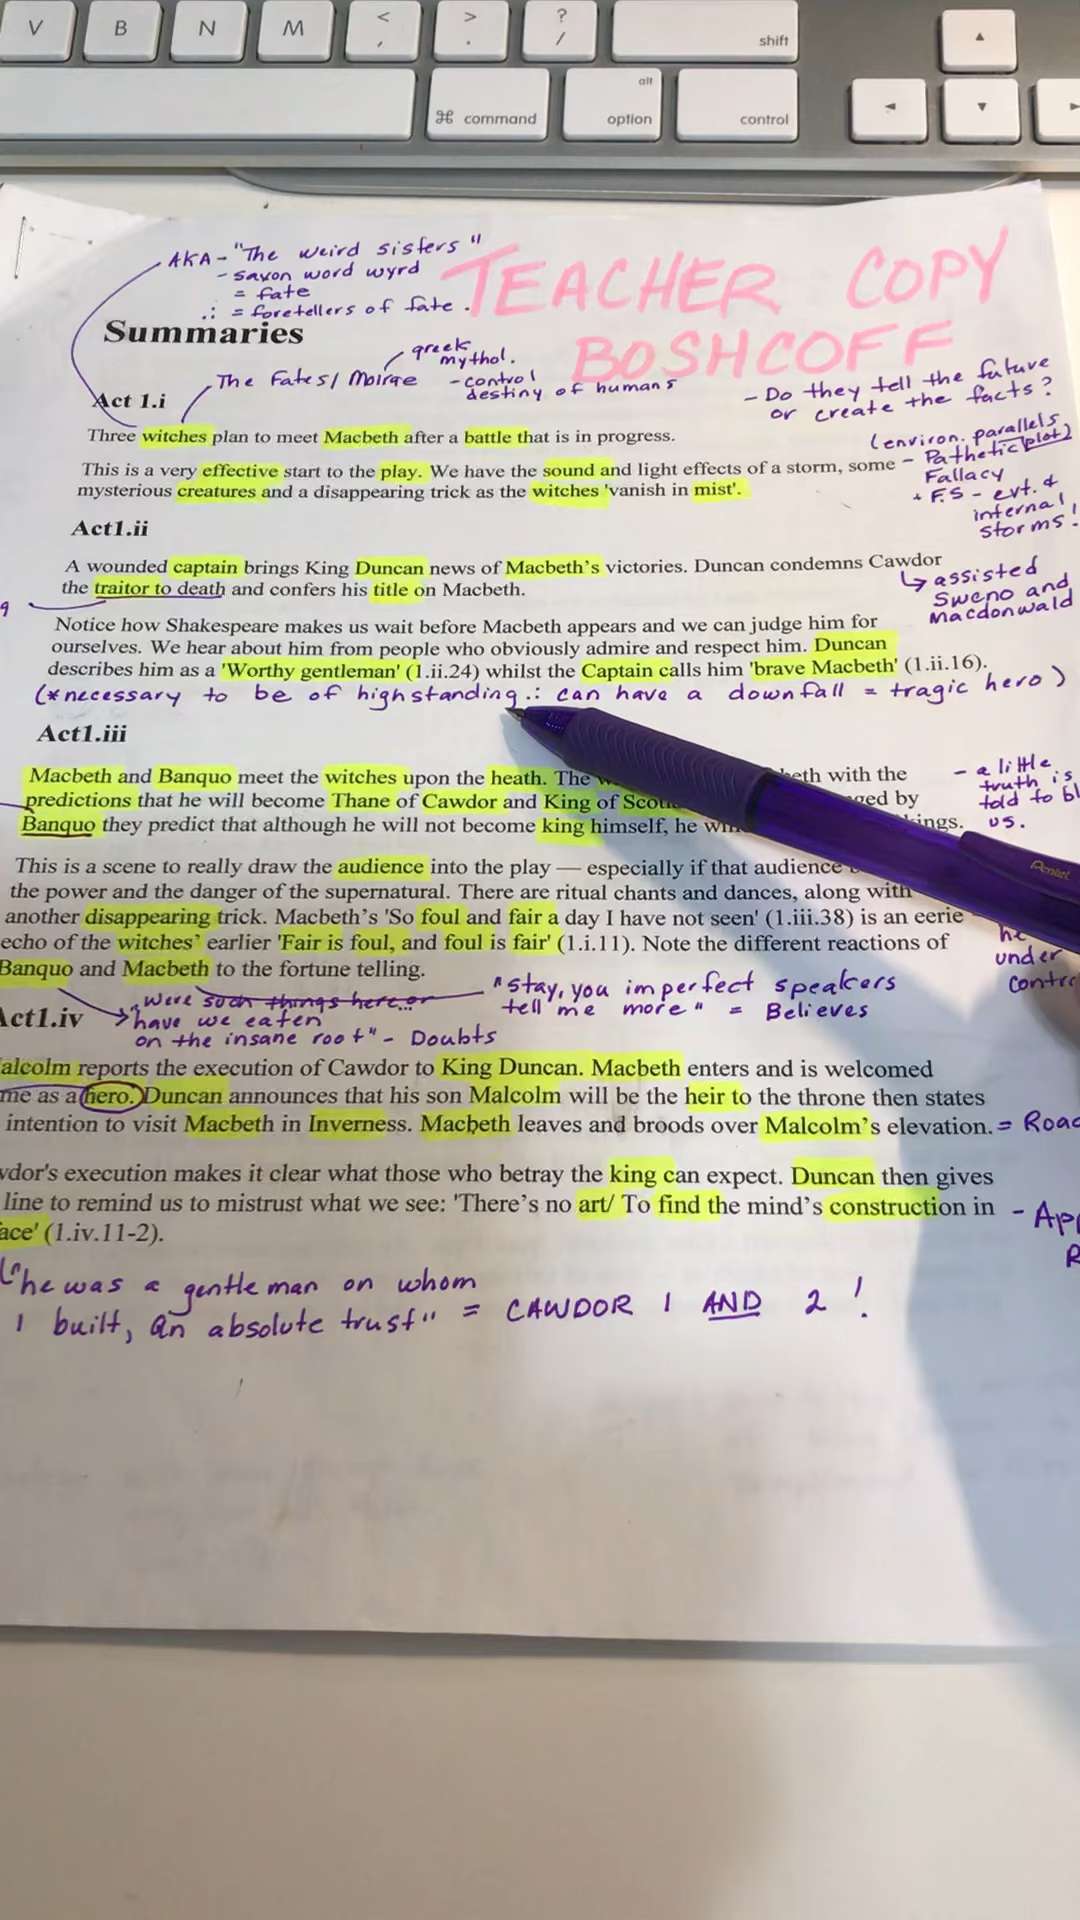 V B N M < , > . ? / shift
⌘ command alt option control
AKA - "The weird sisters"
- saxon word wyrd
= fate
∴ = foretellers of fate.
TEACHER COPY
BOSHCOFF
Summaries
greek mythol.
The Fates/ Moirae - control
destiny of humans
- Do they tell the future
or create the facts?
Act 1.i
Three witches plan to meet Macbeth after a battle that is in progress.
(environ. parallels plot)
This is a very effective start to the play. We have the sound and light effects of a storm, some
mysterious creatures and a disappearing trick as the witches 'vanish in mist'.
- Pathetic
Fallacy
+ F.S - ext. &
internal
storms!
Act1.ii
A wounded captain brings King Duncan news of Macbeth's victories. Duncan condemns Cawdor
the traitor to death and confers his title on Macbeth.
↳ assisted
Sweno and
Macdonwald
Notice how Shakespeare makes us wait before Macbeth appears and we can judge him for
ourselves. We hear about him from people who obviously admire and respect him. Duncan
describes him as a 'Worthy gentleman' (1.ii.24) whilst the Captain calls him 'brave Macbeth' (1.ii.16).
(*necessary to be of high standing ∴ can have a downfall = tragic hero)
Act1.iii
Macbeth and Banquo meet the witches upon the heath. The with the
predictions that he will become Thane of Cawdor and King of by
Banquo they predict that although he will not become king himself, he
- a little
truth is
told to
us.
This is a scene to really draw the audience into the play — especially if that audience
the power and the danger of the supernatural. There are ritual chants and dances, along with
another disappearing trick. Macbeth's 'So foul and fair a day I have not seen' (1.iii.38) is an eerie
echo of the witches' earlier 'Fair is foul, and foul is fair' (1.i.11). Note the different reactions of
Banquo and Macbeth to the fortune telling.
he
under
"Were such things here or...
have we eaten
on the insane root" - Doubts
"stay, you imperfect speakers
tell me more" = Believes
Act1.iv
alcolm reports the execution of Cawdor to King Duncan. Macbeth enters and is welcomed
me as a hero. Duncan announces that his son Malcolm will be the heir to the throne then states
intention to visit Macbeth in Inverness. Macbeth leaves and broods over Malcolm's elevation. =
wdor's execution makes it clear what those who betray the king can expect. Duncan then gives
line to remind us to mistrust what we see: 'There's no art/ To find the mind's construction in
ace' (1.iv.11-2).
"he was a gentleman on whom
I built, an absolute trust" = CAWDOR 1 AND 2!
Pentel